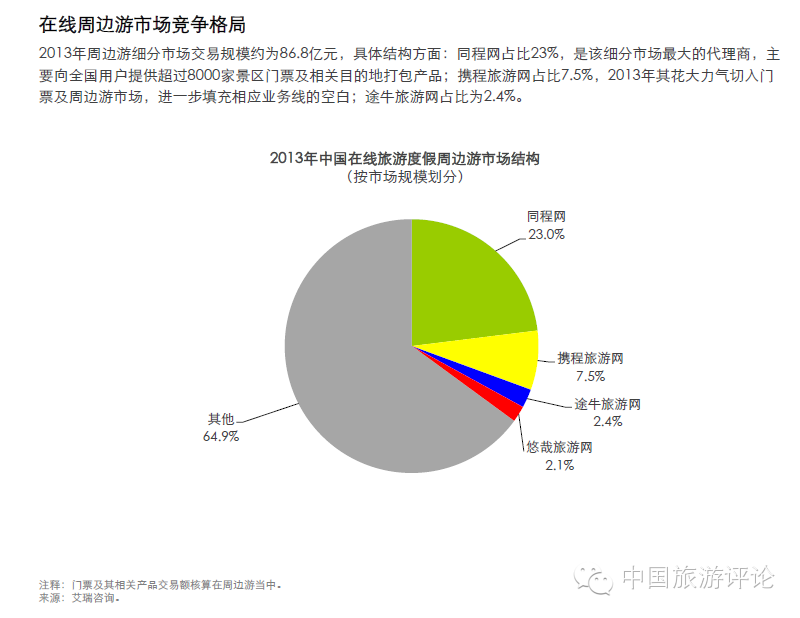 在线周边游市场竞争格局
2013年周边游细分市场交易规模约为86.8亿元，具体结构方面：同程网占比23%，是该细分市场最大的代理商，主
要向全国用户提供超过8000家景区门票及相关目的地打包产品；携程旅游网占比7.5%，2013年其花大力气切入门
票及周边游市场，进一步填充相应业务线的空白；途牛旅游网占比为2.4%。
2013年中国在线旅游度假周边游市场结构
（按市场规模划分）
同程网
23.0%
携程旅游网
7.5%
途牛旅游网
2.4%
悠哉旅游网
2.1%
其他
64.9%
注释：门票及其相关产品交易额核算在周边游当中。
来源：艾瑞咨询。
中国旅游评论